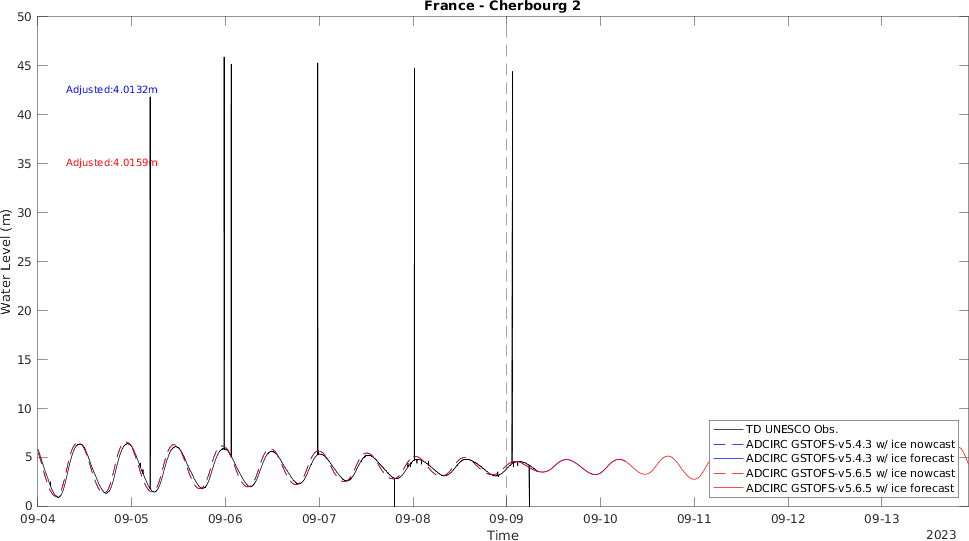 France - Cherbourg 2
50
45
40
35
30
25
20
15
10
5
0
Water Level (m)
Adjusted:4.0132m
Adjusted:4.0159m
TD UNESCO Obs.
ADCIRC GSTOFS-v5.4.3 w/ ice nowcast
ADCIRC GSTOFS-v5.4.3 w/ ice forecast
ADCIRC GSTOFS-v5.6.5 w/ ice nowcast
ADCIRC GSTOFS-v5.6.5 w/ ice forecast
09-04 09-05 09-06 09-07 09-08 09-09 09-10 09-11 09-12 09-13
Time
2023